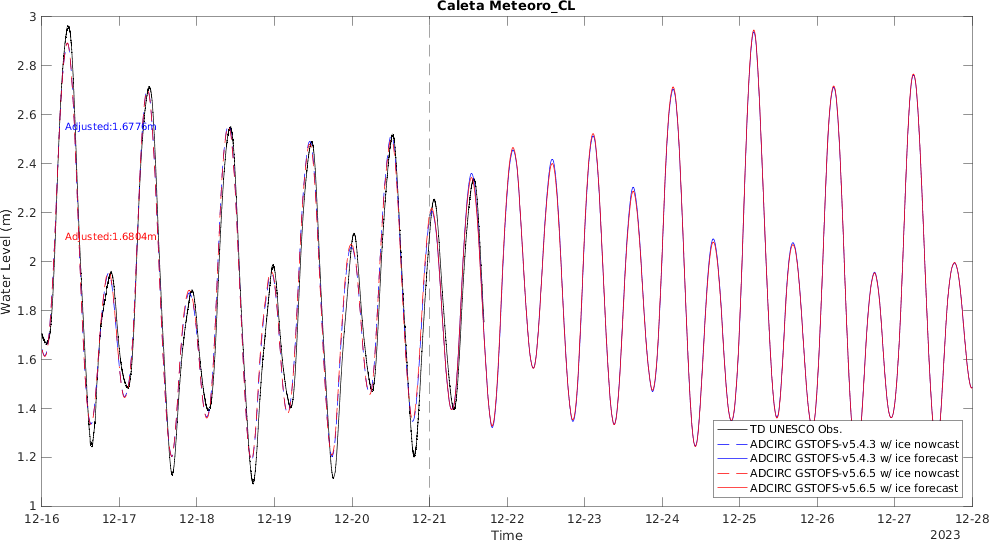 Caleta Meteoro_CL
3
2.8
2.6
2.4
2.2
2
1.8
1.6
1.4
1.2
1
Water Level (m)
Adjusted:1.6776m
Adjusted:1.6804m
TD UNESCO Obs.
ADCIRC GSTOFS-v5.4.3 w/ ice nowcast
ADCIRC GSTOFS-v5.4.3 w/ ice forecast
ADCIRC GSTOFS-v5.6.5 w/ ice nowcast
ADCIRC GSTOFS-v5.6.5 w/ ice forecast
12-16 12-17 12-18 12-19 12-20 12-21 12-22 12-23 12-24 12-25 12-26 12-27 12-28
Time
2023